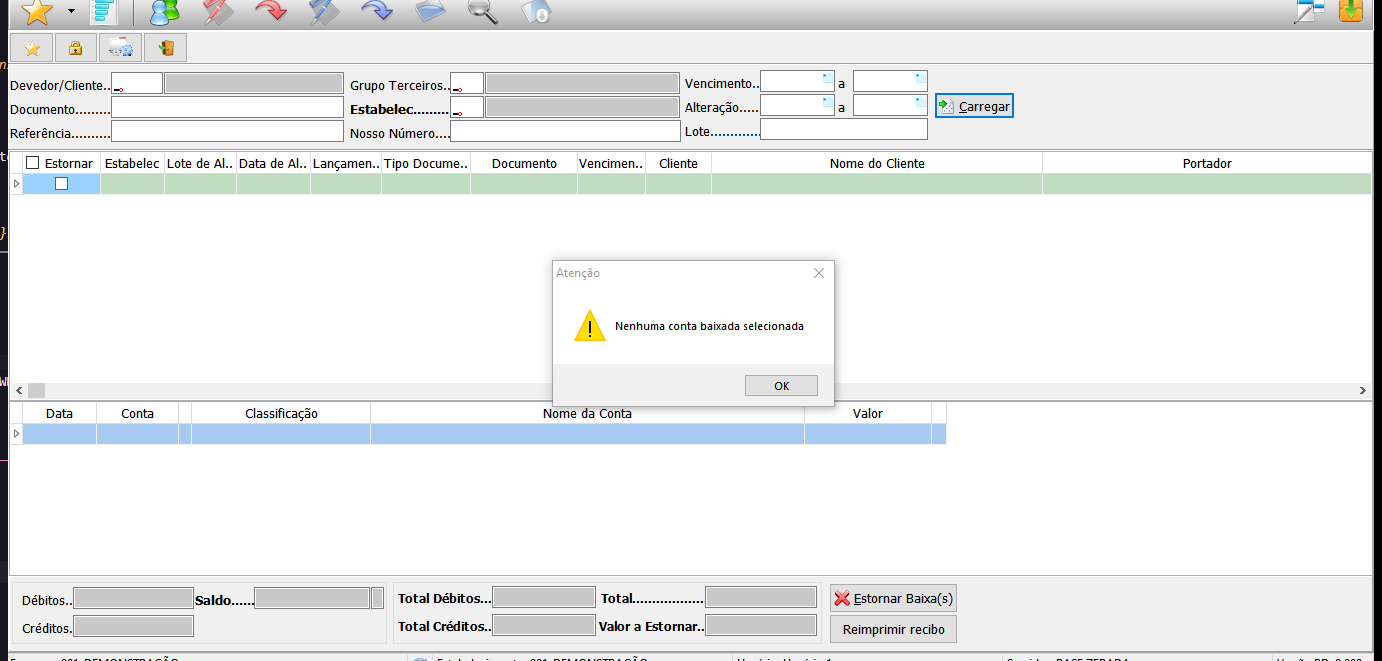 Devedor/Cliente.. Grupo Terceiros.. Vencimento.. a
Documento......... Estabelec......... Alteração..... a Carregar
Referência.......... Nosso Número.... Lote.............
Estornar Estabelec Lote de Al.. Data de Al.. Lançamen.. Tipo Docume.. Documento Vencimen.. Cliente Nome do Cliente Portador
Atenção
Nenhuma conta baixada selecionada
OK
Data Conta Classificação Nome da Conta Valor
Débitos.. Saldo...... Total Débitos... Total.................. Estornar Baixa(s)
Créditos. Total Créditos.. Valor a Estornar.. Reimprimir recibo